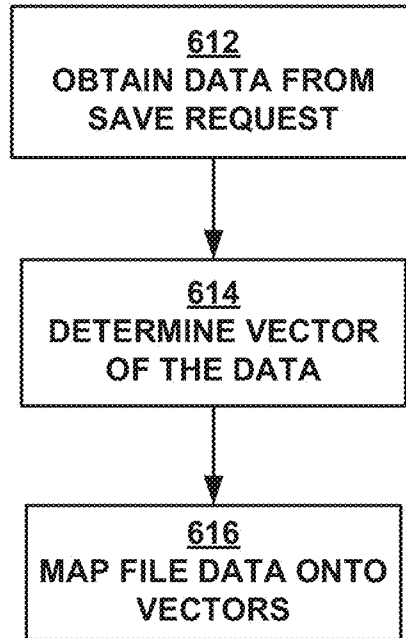 612
OBTAIN DATA FROM
SAVE REQUEST
614
DETERMINE VECTOR
OF THE DATA
616
MAP FILE DATA ONTO
VECTORS